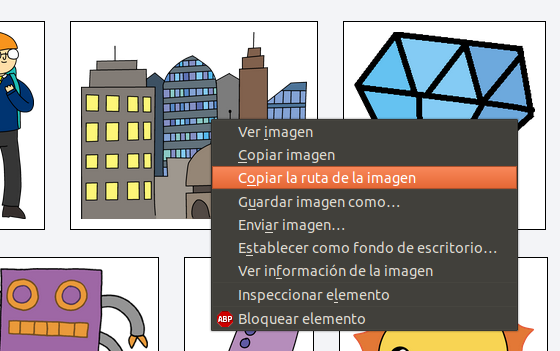 Ver imagen
Copiar imagen
Copiar la ruta de la imagen
Guardar imagen como...
Enviar imagen...
Establecer como fondo de escritorio...
Ver información de la imagen
Inspeccionar elemento
ABP Bloquear elemento